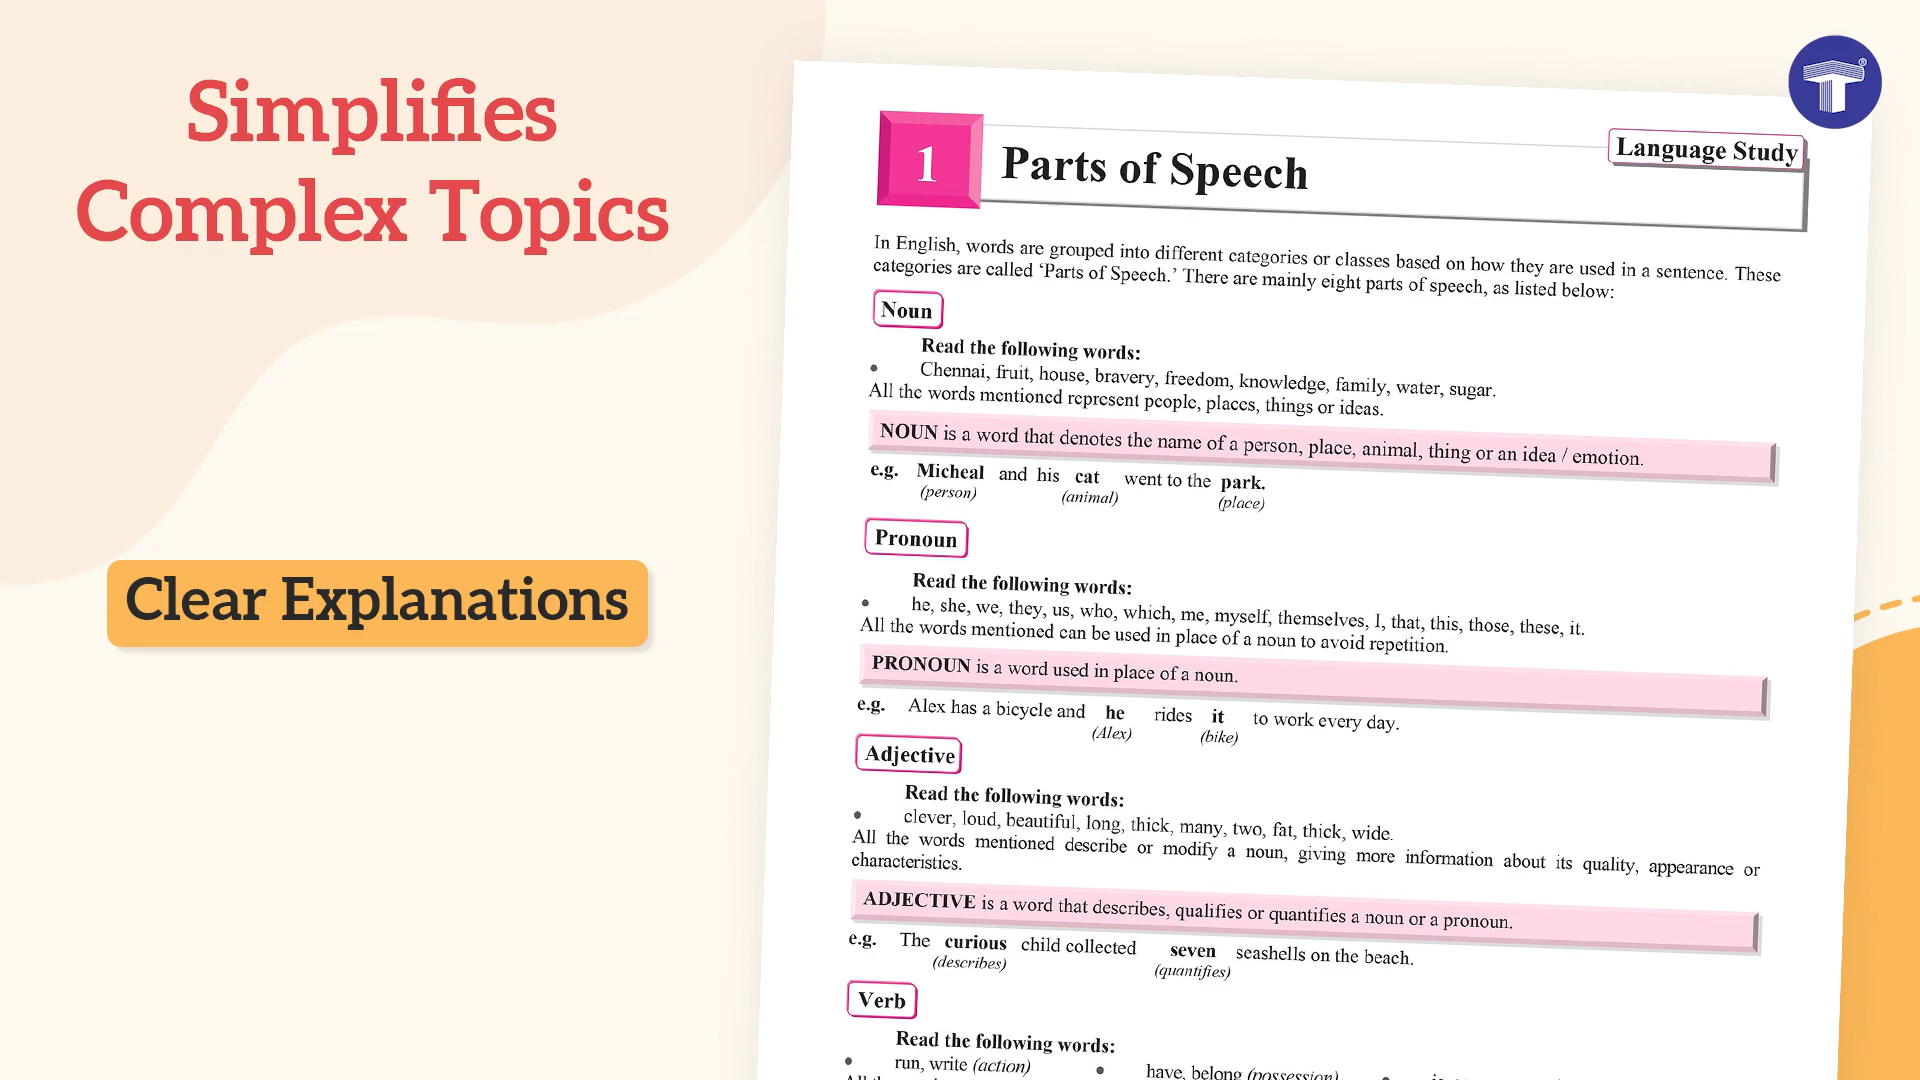 Simplifies
Complex Topics
Clear Explanations
T®
1 Parts of Speech
Language Study
In English, words are grouped into different categories or classes based on how they are used in a sentence. These
categories are called ‘Parts of Speech.’ There are mainly eight parts of speech, as listed below:
Noun
Read the following words:
• Chennai, fruit, house, bravery, freedom, knowledge, family, water, sugar.
All the words mentioned represent people, places, things or ideas.
NOUN is a word that denotes the name of a person, place, animal, thing or an idea / emotion.
e.g. Micheal and his cat went to the park.
(person) (animal) (place)
Pronoun
Read the following words:
• he, she, we, they, us, who, which, me, myself, themselves, I, that, this, those, these, it.
All the words mentioned can be used in place of a noun to avoid repetition.
PRONOUN is a word used in place of a noun.
e.g. Alex has a bicycle and he rides it to work every day.
(Alex) (bike)
Adjective
Read the following words:
• clever, loud, beautiful, long, thick, many, two, fat, thick, wide.
All the words mentioned describe or modify a noun, giving more information about its quality, appearance or
characteristics.
ADJECTIVE is a word that describes, qualifies or quantifies a noun or a pronoun.
e.g. The curious child collected seven seashells on the beach.
(describes) (quantifies)
Verb
Read the following words:
• run, write (action) • have, belong (possession) •